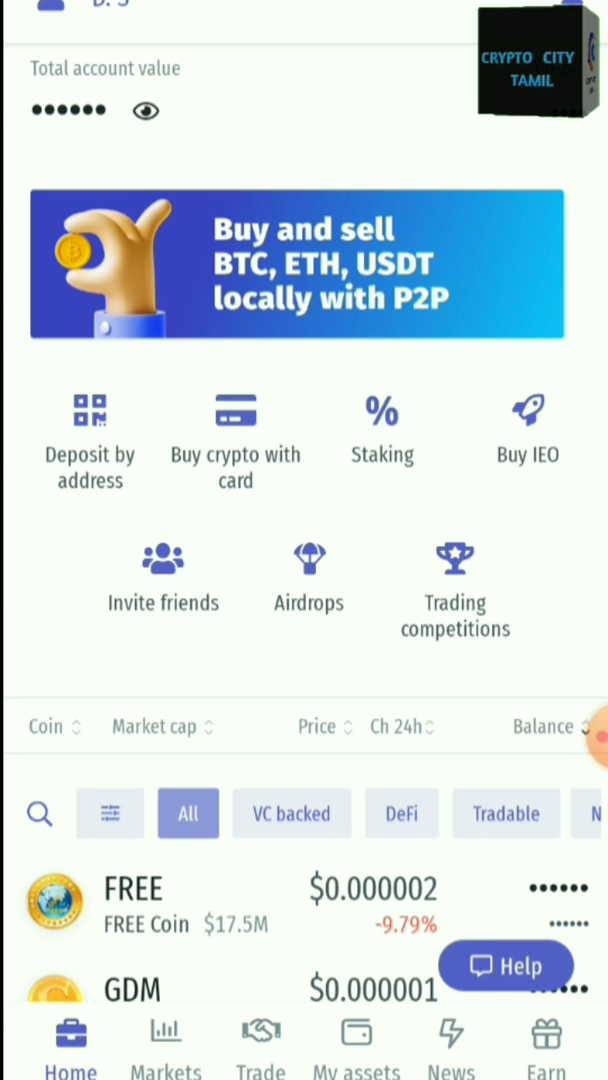 CRYPTO CITY
TAMIL
Total account value
Buy and sell
BTC, ETH, USDT
locally with P2P
Deposit by
address
Buy crypto with
card
Staking
Buy IEO
Invite friends
Airdrops
Trading
competitions
Coin Market cap Price Ch 24h Balance
All VC backed DeFi Tradable N
FREE $0.000002
FREE Coin $17.5M -9.79%
Help
GDM $0.000001
Home Markets Trade My assets News Earn